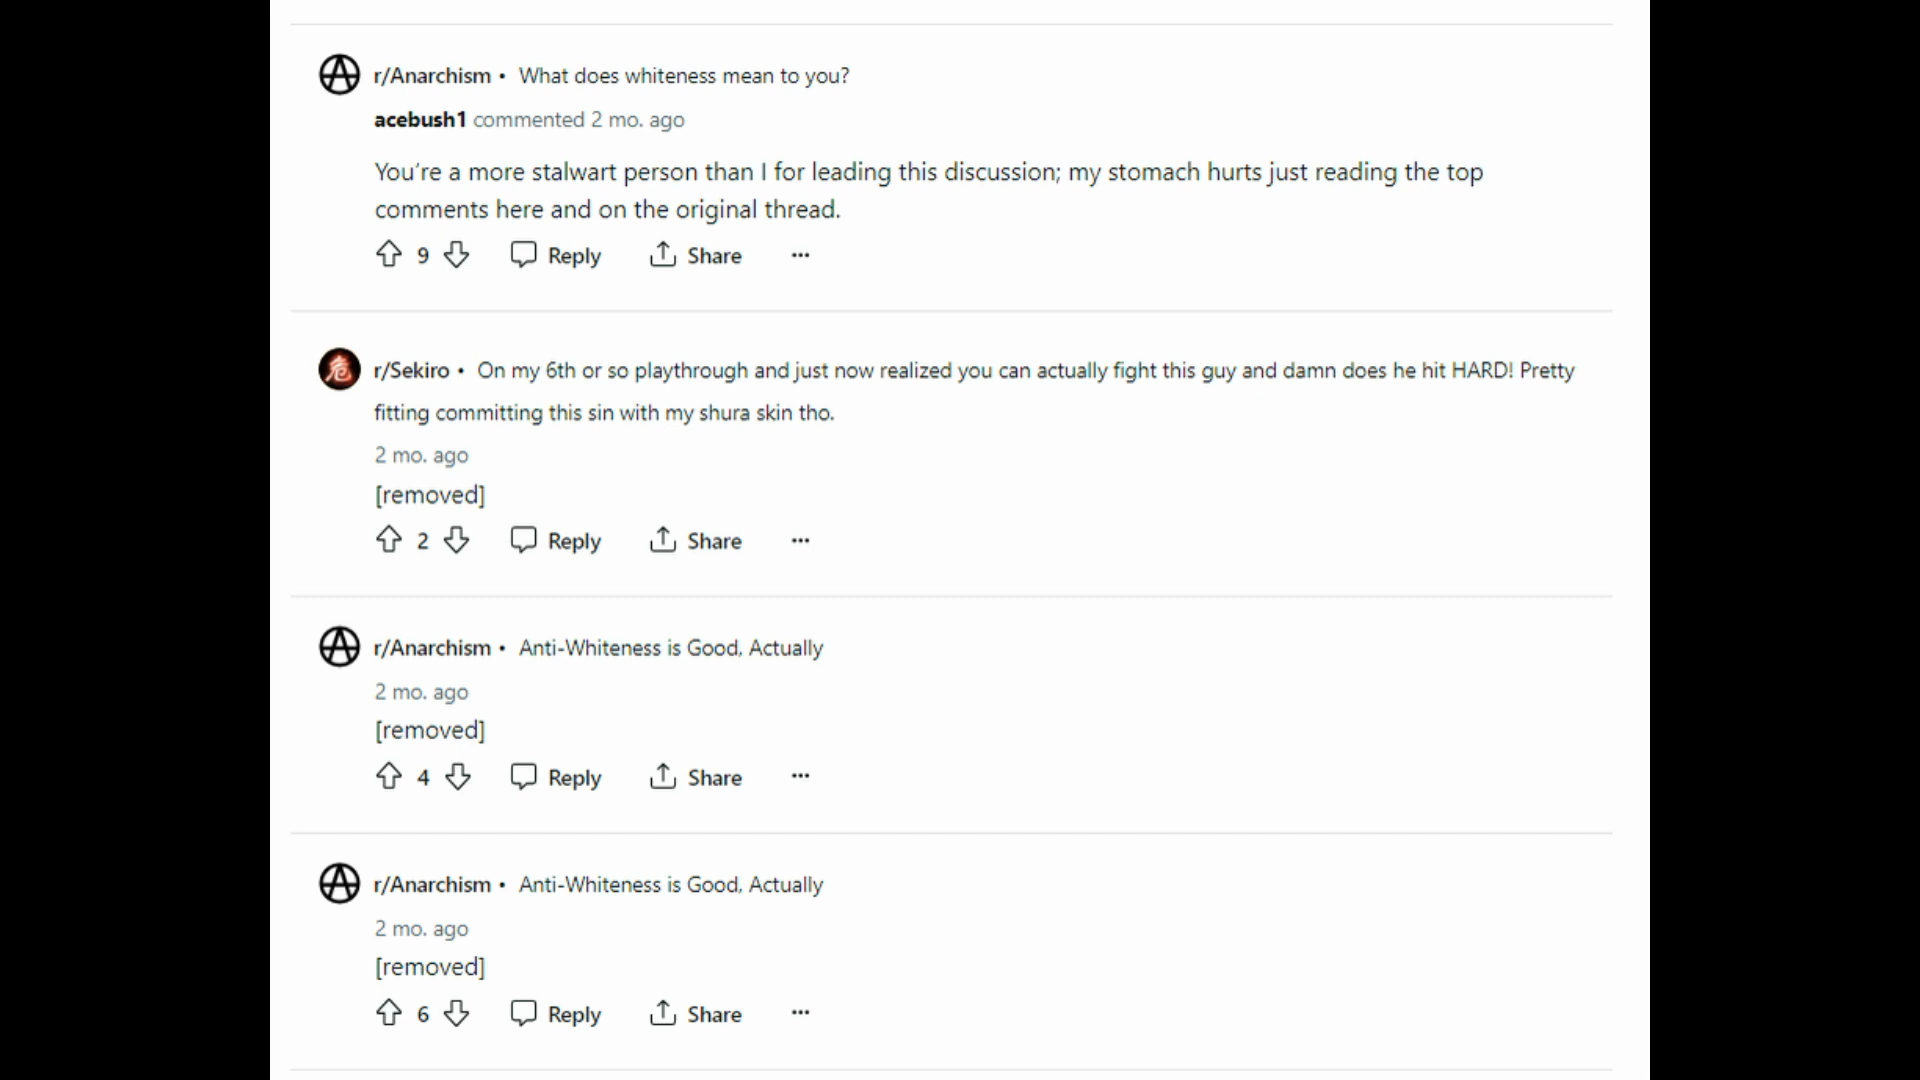 r/Anarchism • What does whiteness mean to you?
acebush1 commented 2 mo. ago
You're a more stalwart person than I for leading this discussion; my stomach hurts just reading the top
comments here and on the original thread.
9 Reply Share ...
危
r/Sekiro • On my 6th or so playthrough and just now realized you can actually fight this guy and damn does he hit HARD! Pretty
fitting committing this sin with my shura skin tho.
2 mo. ago
[removed]
2 Reply Share ...
r/Anarchism • Anti-Whiteness is Good, Actually
2 mo. ago
[removed]
4 Reply Share ...
r/Anarchism • Anti-Whiteness is Good, Actually
2 mo. ago
[removed]
6 Reply Share ...